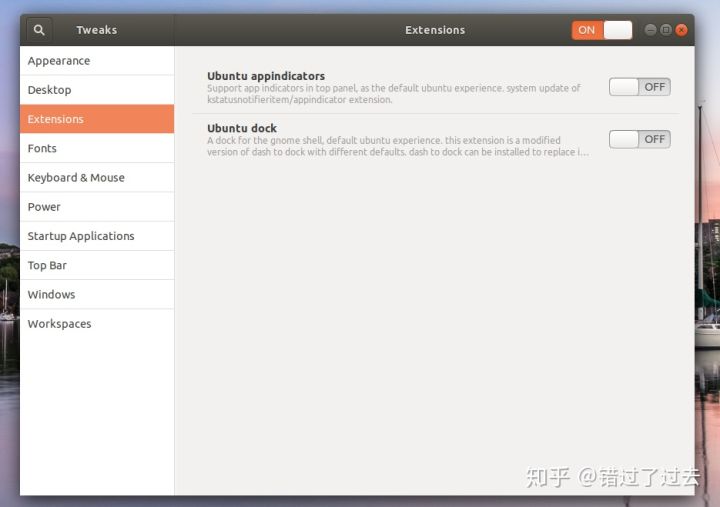 Tweaks
Extensions
ON
Appearance
Desktop
Extensions
Fonts
Keyboard & Mouse
Power
Startup Applications
Top Bar
Windows
Workspaces
Ubuntu appindicators
Support app indicators in top panel, as the default ubuntu experience. system update of
kstatusnotifieritem/appindicator extension.
OFF
Ubuntu dock
A dock for the gnome shell, default ubuntu experience. this extension is a modified
version of dash to dock with different defaults. dash to dock can be installed to replace i…
OFF
知乎 @错过了过去